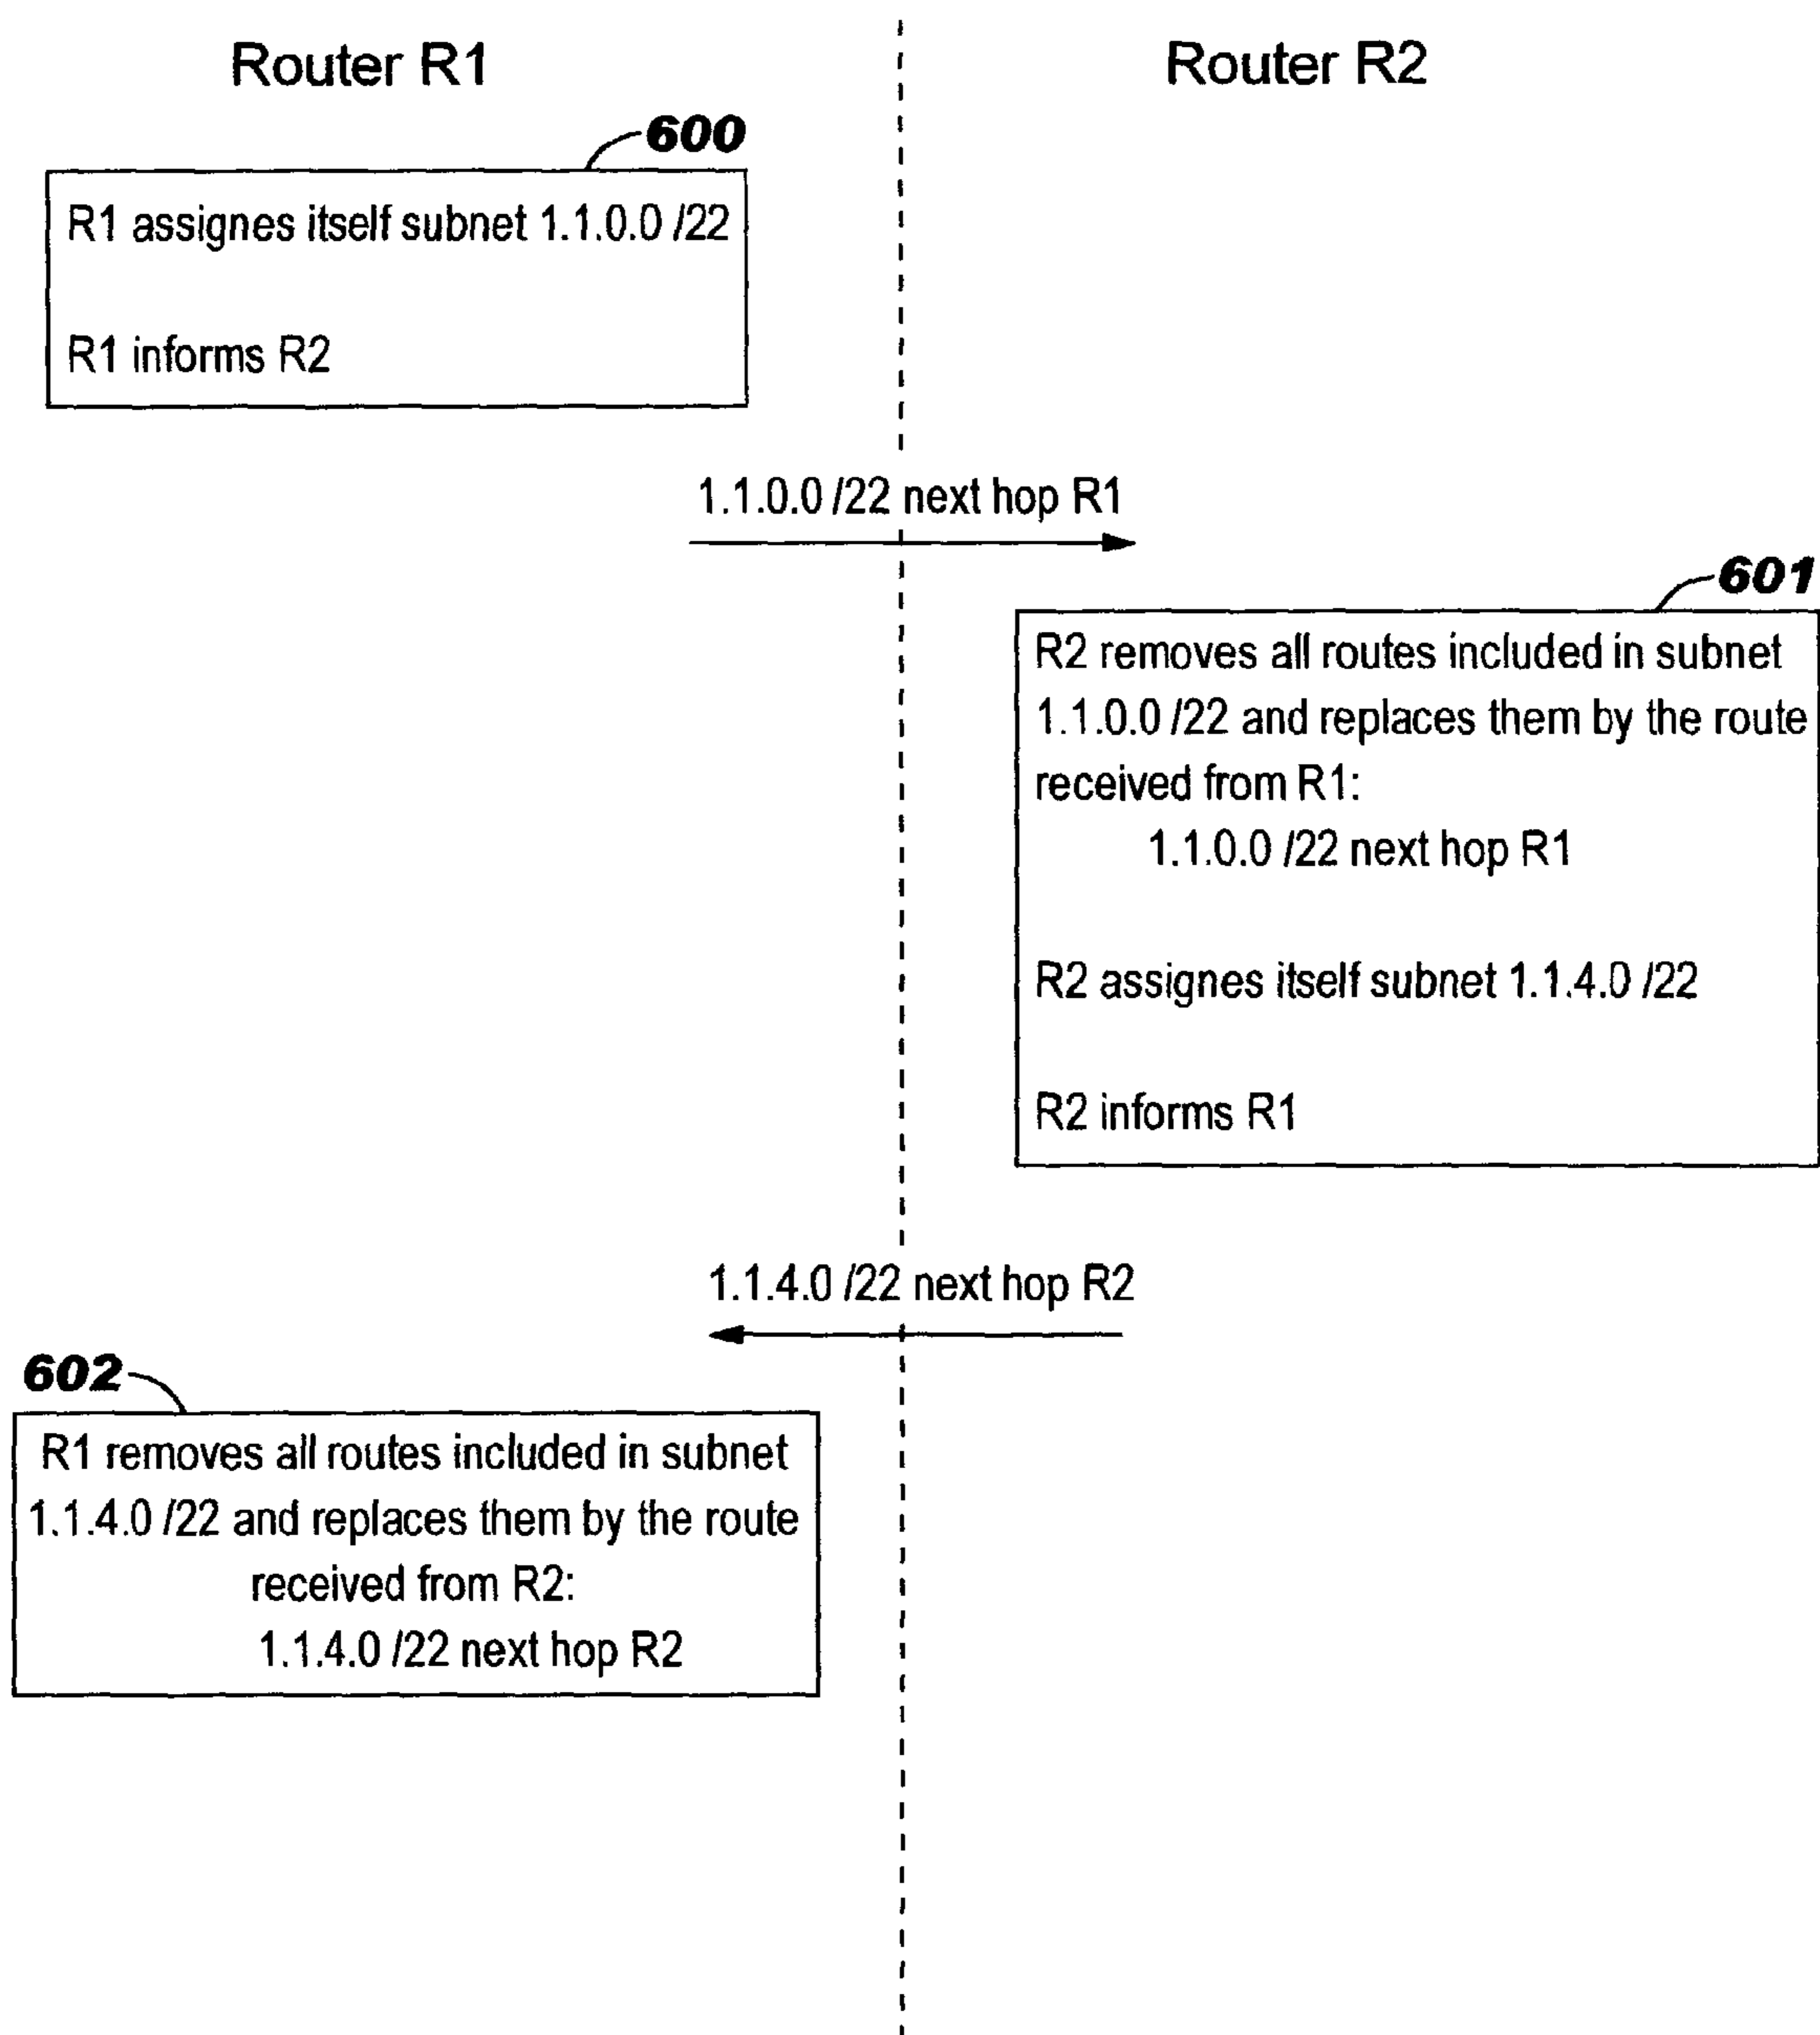 Router R1
Router R2
600
R1 assignes itself subnet 1.1.0.0 /22
R1 informs R2
1.1.0.0 /22 next hop R1
601
R2 removes all routes included in subnet
1.1.0.0 /22 and replaces them by the route
received from R1:
1.1.0.0 /22 next hop R1
R2 assignes itself subnet 1.1.4.0 /22
R2 informs R1
1.1.4.0 /22 next hop R2
602
R1 removes all routes included in subnet
1.1.4.0 /22 and replaces them by the route
received from R2:
1.1.4.0 /22 next hop R2